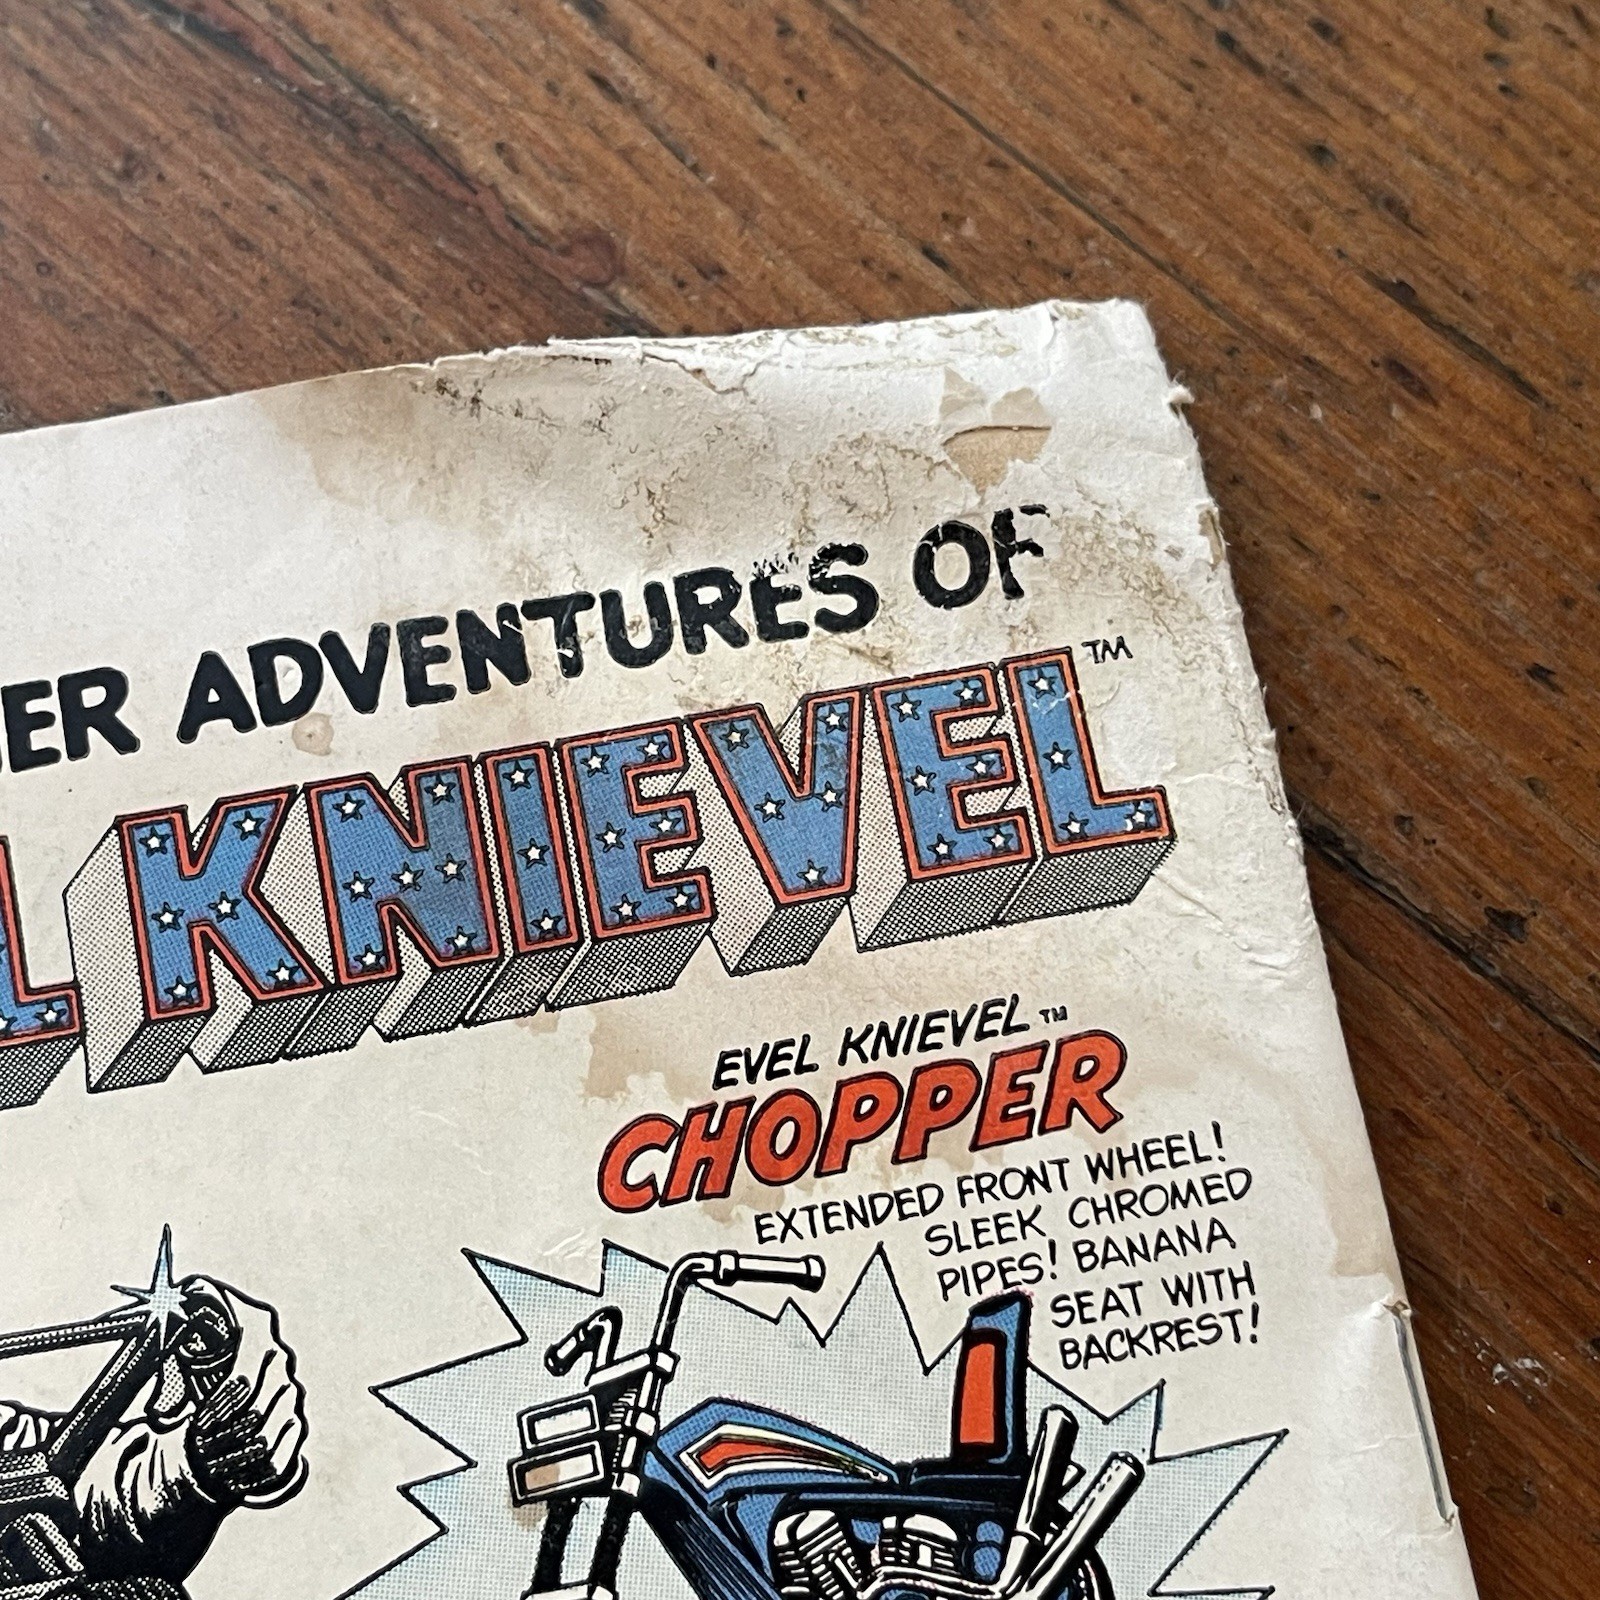 ER ADVENTURES OF
L KNIEVEL™
EVEL KNIEVEL™
CHOPPER
EXTENDED FRONT WHEEL!
SLEEK CHROMED
PIPES! BANANA
SEAT WITH
BACKREST!